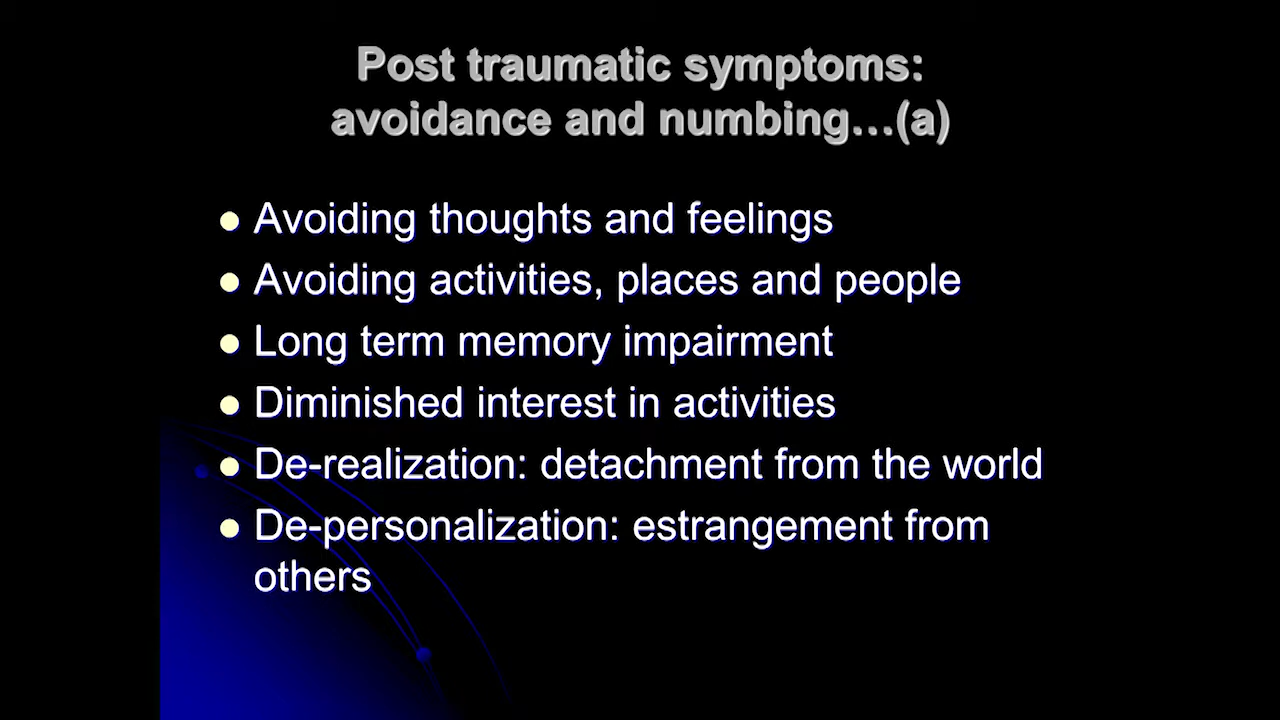 Post traumatic symptoms:
avoidance and numbing…(a)
Avoiding thoughts and feelings
Avoiding activities, places and people
Long term memory impairment
Diminished interest in activities
De-realization: detachment from the world
De-personalization: estrangement from
others